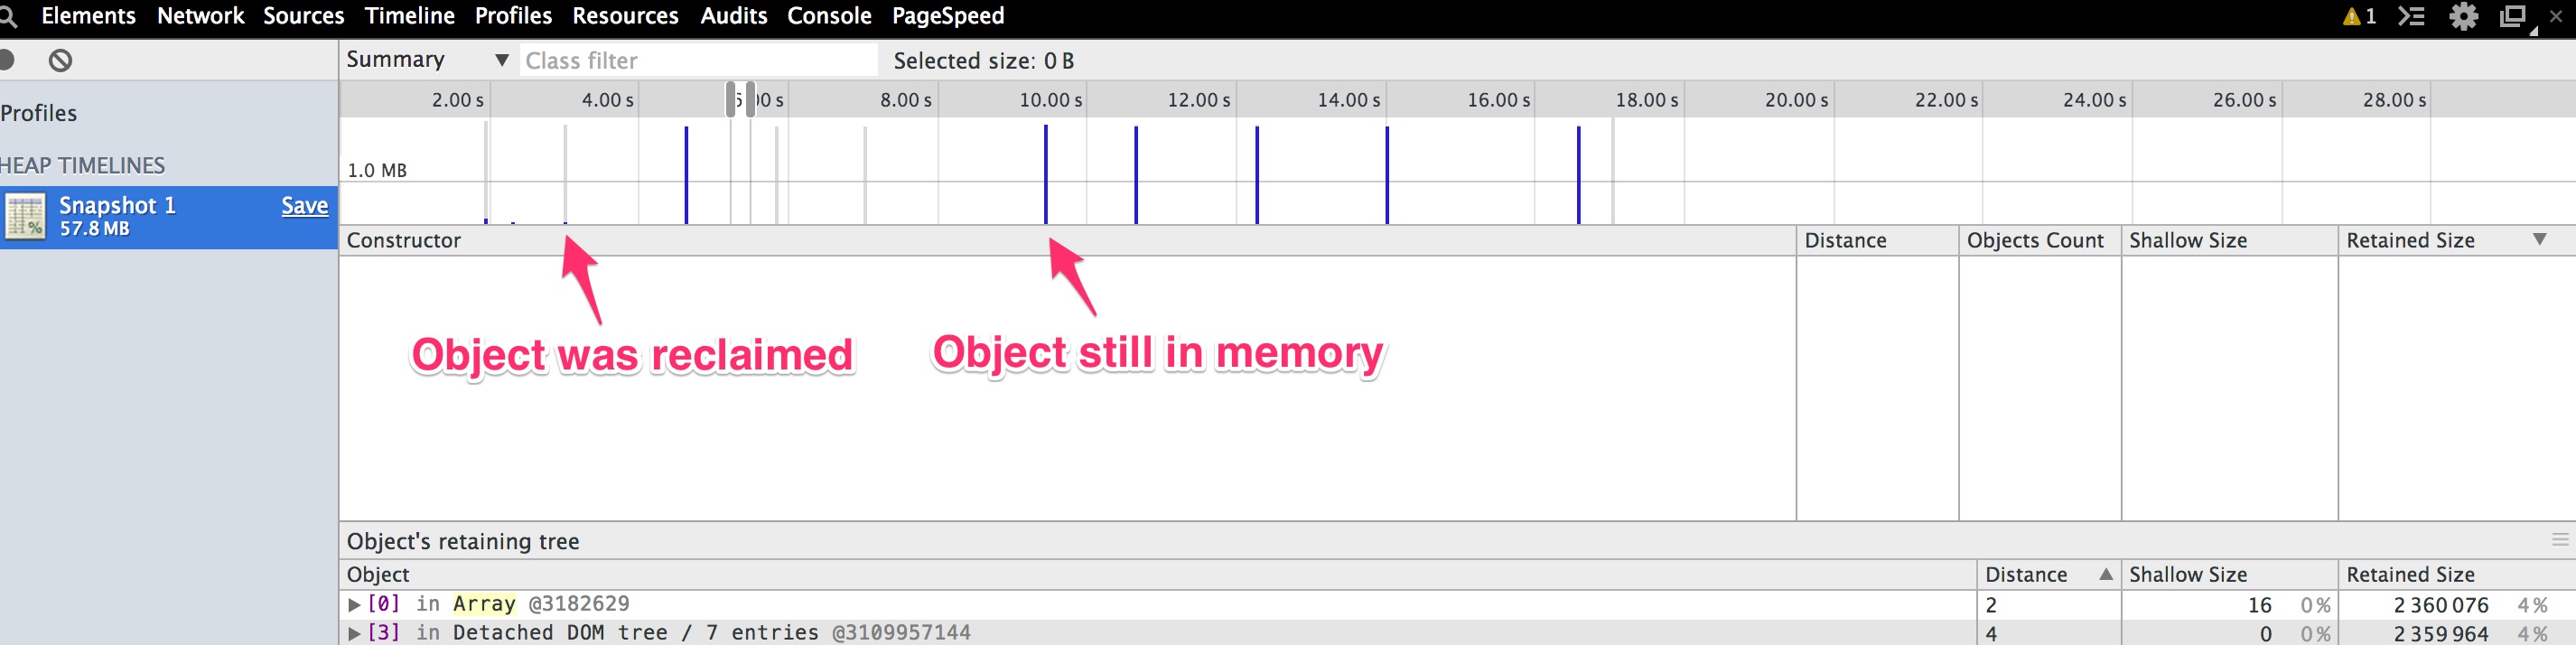 Elements Network Sources Timeline Profiles Resources Audits Console PageSpeed 1
Summary Class filter Selected size: 0 B
2.00 s 4.00 s 00 s 8.00 s 10.00 s 12.00 s 14.00 s 16.00 s 18.00 s 20.00 s 22.00 s 24.00 s 26.00 s 28.00 s
Profiles
HEAP TIMELINES
1.0 MB
Snapshot 1 Save
57.8 MB
Constructor Distance Objects Count Shallow Size Retained Size
Object was reclaimed Object still in memory
Object's retaining tree
Object Distance Shallow Size Retained Size
[0] in Array @3182629 2 16 0% 2 360 076 4%
[3] in Detached DOM tree / 7 entries @3109957144 4 0 0% 2 359 964 4%